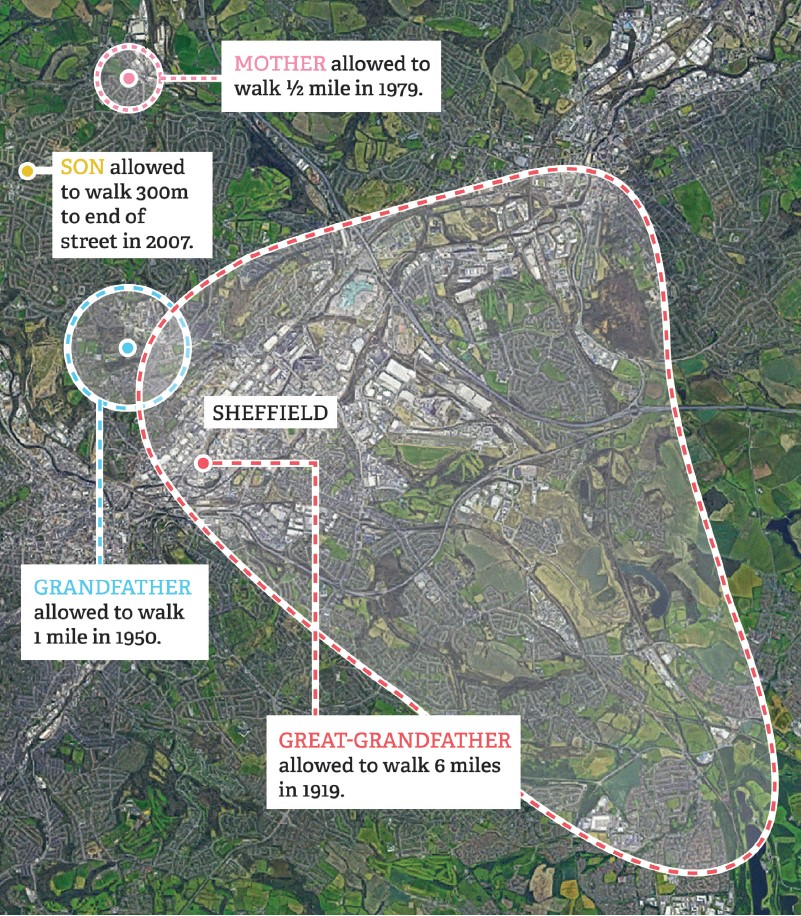 MOTHER allowed to
walk ½ mile in 1979.
SON allowed
to walk 300m
to end of
street in 2007.
SHEFFIELD
GRANDFATHER
allowed to walk
1 mile in 1950.
GREAT-GRANDFATHER
allowed to walk 6 miles
in 1919.